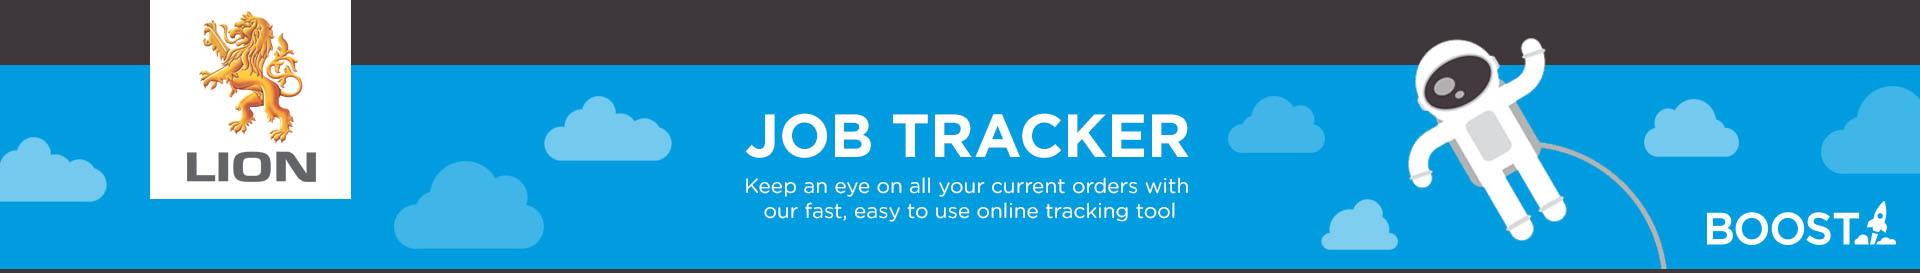 LION
JOB TRACKER
Keep an eye on all your current orders with
our fast, easy to use online tracking tool
BOOST